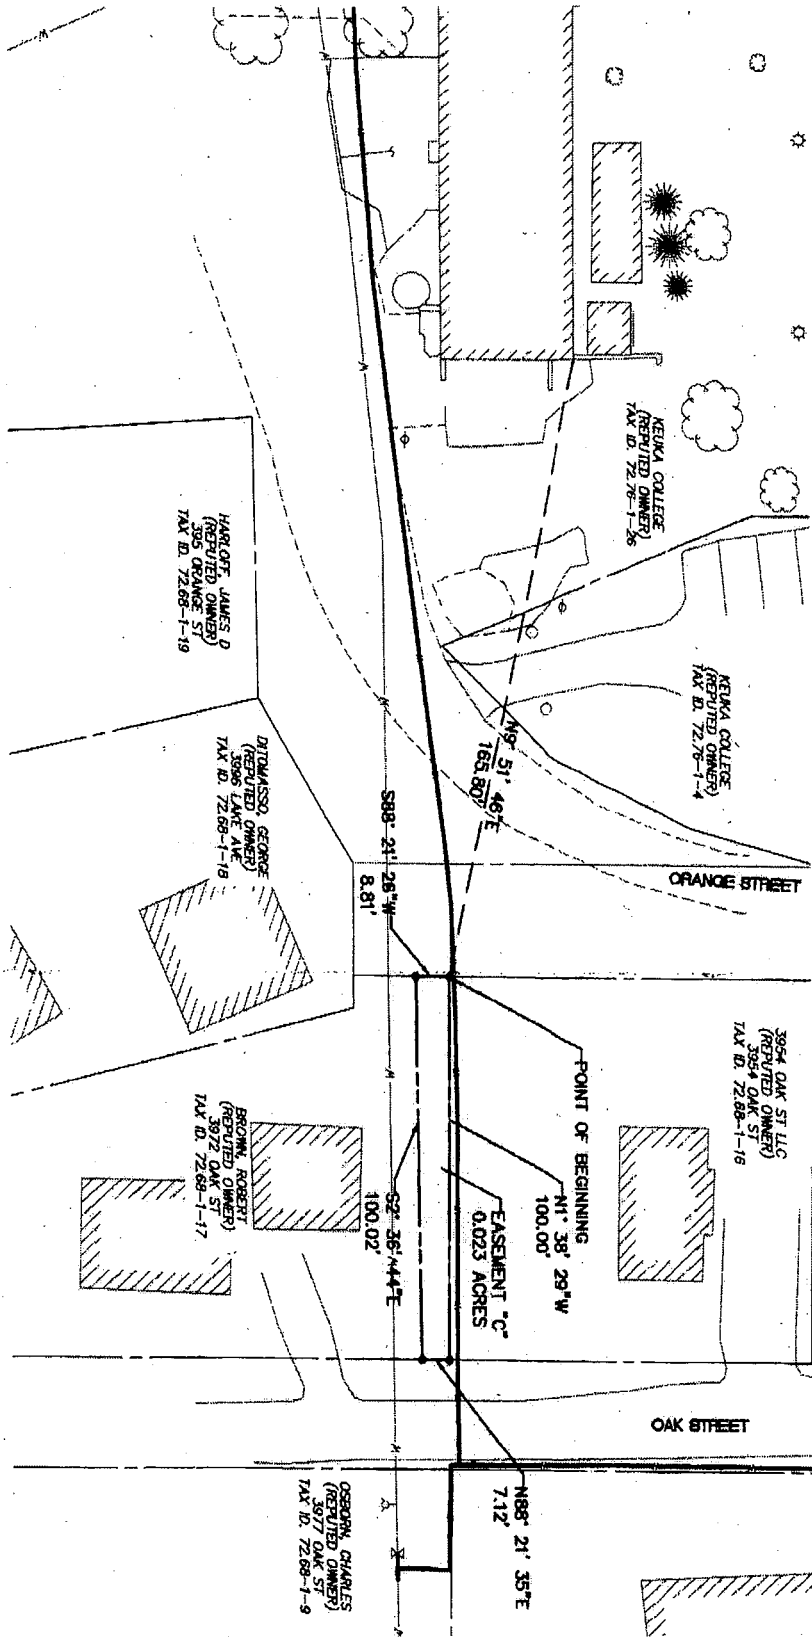 KEUKA COLLEGE
(REPUTED OWNER)
TAX ID. 72.76-1-26
KEUKA COLLEGE
(REPUTED OWNER)
TAX ID. 72.76-1-4
HARLOFF, JAMES D
(REPUTED OWNER)
395 ORANGE ST
TAX ID. 72.68-1-19
N9° 51' 46"E
165.80'
DITOMASSO, GEORGE
(REPUTED OWNER)
3996 LAKE AVE
TAX ID. 72.68-1-18
S88° 21' 26"W
8.81'
ORANGE STREET
3954 OAK ST LLC
(REPUTED OWNER)
3954 OAK ST
TAX ID. 72.68-1-16
POINT OF BEGINNING
N1° 38' 29"W
100.00'
EASEMENT "C"
0.023 ACRES
S2° 36' 44"E
100.02'
BROWN, ROBERT
(REPUTED OWNER)
3972 OAK ST
TAX ID. 72.68-1-17
OAK STREET
N88° 21' 35"E
7.12'
OSBORN, CHARLES
(REPUTED OWNER)
3977 OAK ST
TAX ID. 72.68-1-9